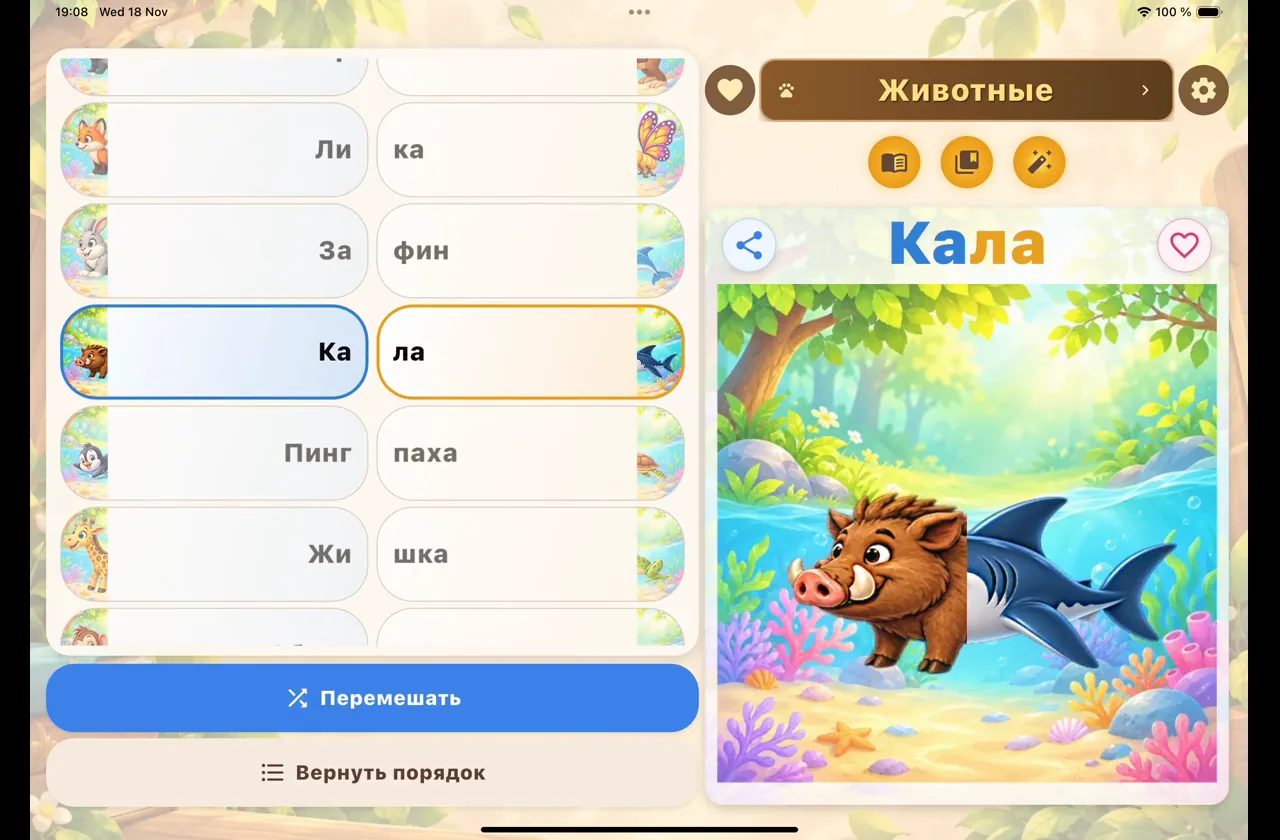 19:08 Wed 18 Nov
100 %
Ли ка
За фин
Ка ла
Пинг паха
Жи шка
Перемешать
Вернуть порядок
Животные
Кала